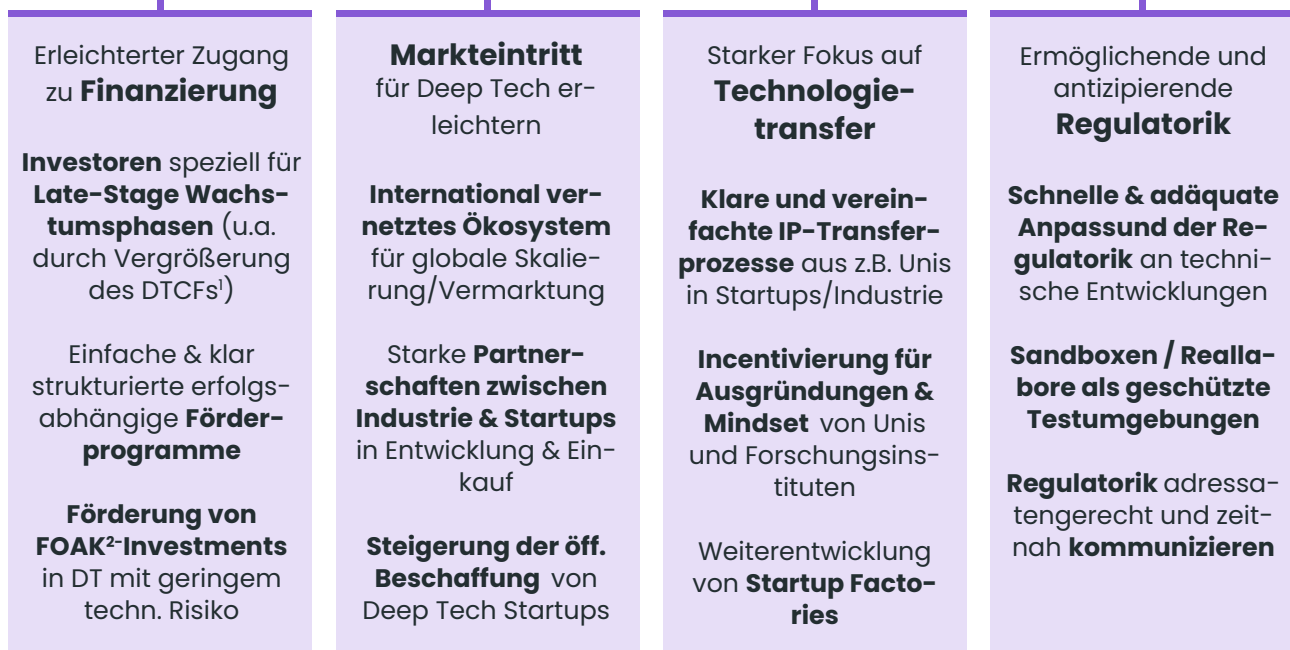 Erleichterter Zugang
zu Finanzierung
Investoren speziell für
Late-Stage Wachs-
tumsphasen (u.a.
durch Vergrößerung
des DTCFs¹)
Einfache & klar
strukturierte erfolgs-
abhängige Förder-
programme
Förderung von
FOAK²-Investments
in DT mit geringem
techn. Risiko
Markteintritt
für Deep Tech er-
leichtern
International ver-
netztes Ökosystem
für globale Skalie-
rung/Vermarktung
Starke Partner-
schaften zwischen
Industrie & Startups
in Entwicklung & Ein-
kauf
Steigerung der öff.
Beschaffung von
Deep Tech Startups
Starker Fokus auf
Technologie-
transfer
Klare und verein-
fachte IP-Transfer-
prozesse aus z.B. Unis
in Startups/Industrie
Incentivierung für
Ausgründungen &
Mindset von Unis
und Forschungsins-
tituten
Weiterentwicklung
von Startup Facto-
ries
Ermöglichende und
antizipierende
Regulatorik
Schnelle & adäquate
Anpassund der Re-
gulatorik an techni-
sche Entwicklungen
Sandboxen / Realla-
bore als geschützte
Testumgebungen
Regulatorik adressa-
tengerecht und zeit-
nah kommunizieren